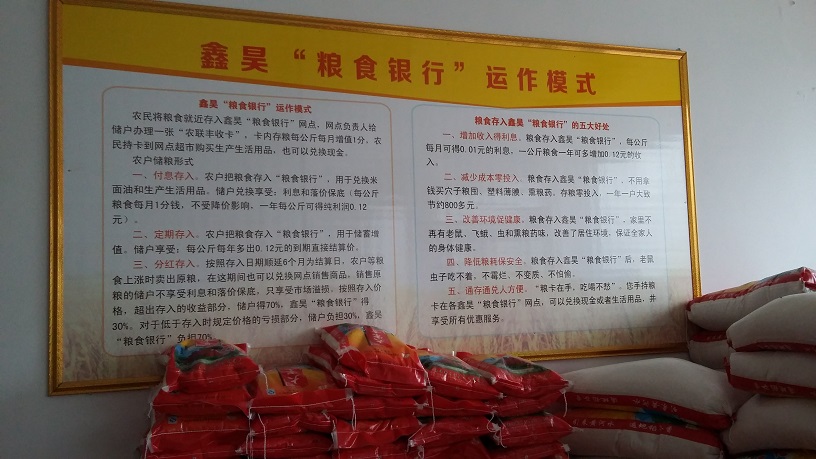 鑫昊“粮食银行”运作模式
鑫昊“粮食银行”运作模式
农民将粮食就近存入鑫昊“粮食银行”网点，网点负责人给
储户办理一张“农联丰收卡”，卡内存粮每公斤每月增值1分。农
民持卡到网点超市购买生产生活用品，也可以兑换现金。
农户储粮形式
一、付息存入。农户把粮食存入“粮食银行”，用于兑换米
面油和生产生活用品。储户兑换享受：利息和落价保底（每公斤
粮食每月1分钱，不受降价影响，一年每公斤可得纯利润0.12
元）。
二、定期存入。农户把粮食存入“粮食银行”，用于储蓄增
值。储户享受：每公斤每年多出0.12元的到期直接结算价。
三、分红存入。按照存入日期顺延6个月为结算日，农户等粮
食上涨时卖出原粮，在这期间也可以兑换网点销售商品，销售原
粮的储户不享受利息和落价保底，只享受市场溢损。按照存入价
格，超出存入的收益部分，储户得70%，鑫昊“粮食银行”得
30%。对于低于存入时规定价格的亏损部分，储户负担30%，鑫昊
“粮食银行”负担70%。
粮食存入鑫昊“粮食银行”的五大好处
一、增加收入得利息。粮食存入鑫昊“粮食银行”，每公斤
每月可得0.01元的利息，一公斤粮食一年可多增加0.12元的收
入。
二、减少成本零投入。粮食存入鑫昊“粮食银行”，不用拿
钱买穴子粮囤、塑料薄膜、熏粮药。存粮零投入，一年一户大致
节约800多元。
三、改善环境促健康。粮食存入鑫昊“粮食银行”，家里不
再有老鼠、飞蛾、虫和熏粮药味，改善了居住环境，保证全家人
的身体健康。
四、降低粮耗保安全。粮食存入鑫昊“粮食银行”后，老鼠
虫子吃不着，不霉烂、不变质、不怕偷。
五、通存通兑人方便。“粮卡在手，吃喝不愁”。您手持粮
卡在各鑫昊“粮食银行”网点，可以兑换现金或者生活用品，并
享受所有优惠服务。